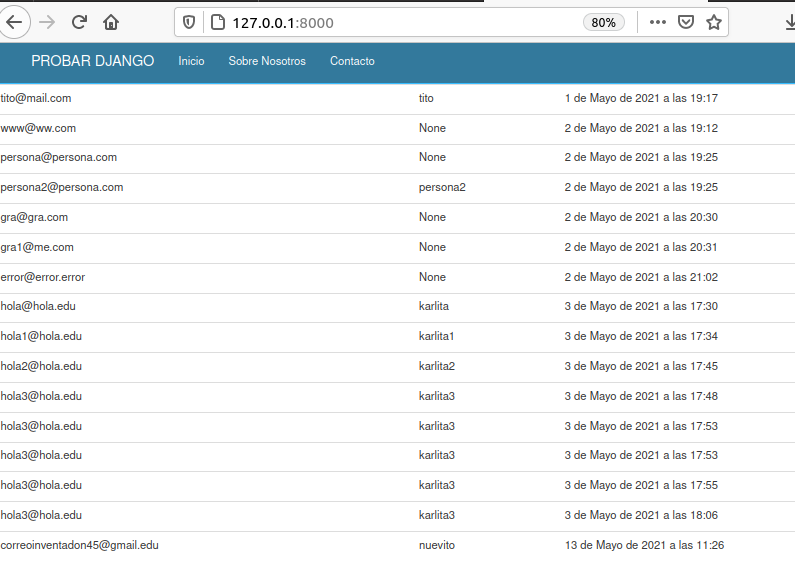 127.0.0.1:8000 80%
PROBAR DJANGO Inicio Sobre Nosotros Contacto
tito@mail.com tito 1 de Mayo de 2021 a las 19:17
www@ww.com None 2 de Mayo de 2021 a las 19:12
persona@persona.com None 2 de Mayo de 2021 a las 19:25
persona2@persona.com persona2 2 de Mayo de 2021 a las 19:25
gra@gra.com None 2 de Mayo de 2021 a las 20:30
gra1@me.com None 2 de Mayo de 2021 a las 20:31
error@error.error None 2 de Mayo de 2021 a las 21:02
hola@hola.edu karlita 3 de Mayo de 2021 a las 17:30
hola1@hola.edu karlita1 3 de Mayo de 2021 a las 17:34
hola2@hola.edu karlita2 3 de Mayo de 2021 a las 17:45
hola3@hola.edu karlita3 3 de Mayo de 2021 a las 17:48
hola3@hola.edu karlita3 3 de Mayo de 2021 a las 17:53
hola3@hola.edu karlita3 3 de Mayo de 2021 a las 17:53
hola3@hola.edu karlita3 3 de Mayo de 2021 a las 17:55
hola3@hola.edu karlita3 3 de Mayo de 2021 a las 18:06
correoinventadon45@gmail.edu nuevito 13 de Mayo de 2021 a las 11:26